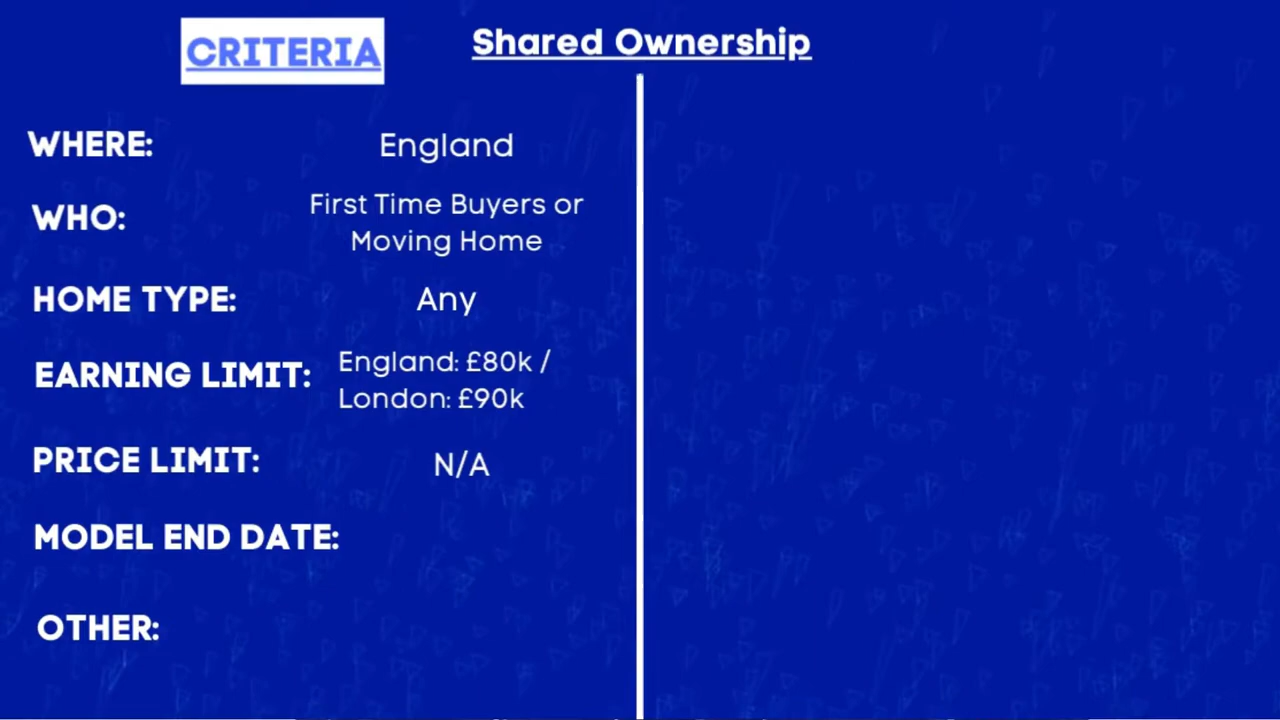 CRITERIA
Shared Ownership
WHERE:
England
WHO:
First Time Buyers or
Moving Home
HOME TYPE:
Any
EARNING LIMIT:
England: £80k /
London: £90k
PRICE LIMIT:
N/A
MODEL END DATE:
OTHER: